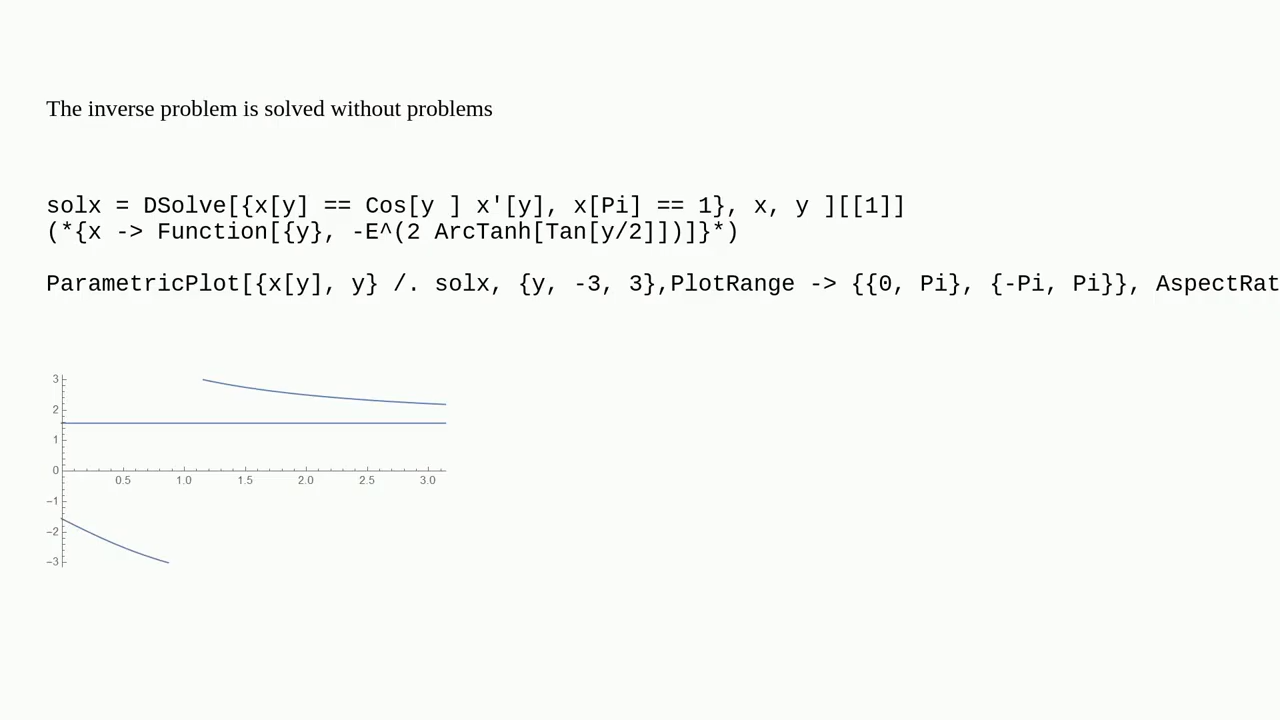 The inverse problem is solved without problems
solx = DSolve[{x[y] == Cos[y ] x'[y], x[Pi] == 1}, x, y ][[1]]
(*{x -> Function[{y}, -E^(2 ArcTanh[Tan[y/2]])]}*)
ParametricPlot[{x[y], y} /. solx, {y, -3, 3},PlotRange -> {{0, Pi}, {-Pi, Pi}}, AspectRat
3
2
1
0
0.5 1.0 1.5 2.0 2.5 3.0
−1
−2
−3